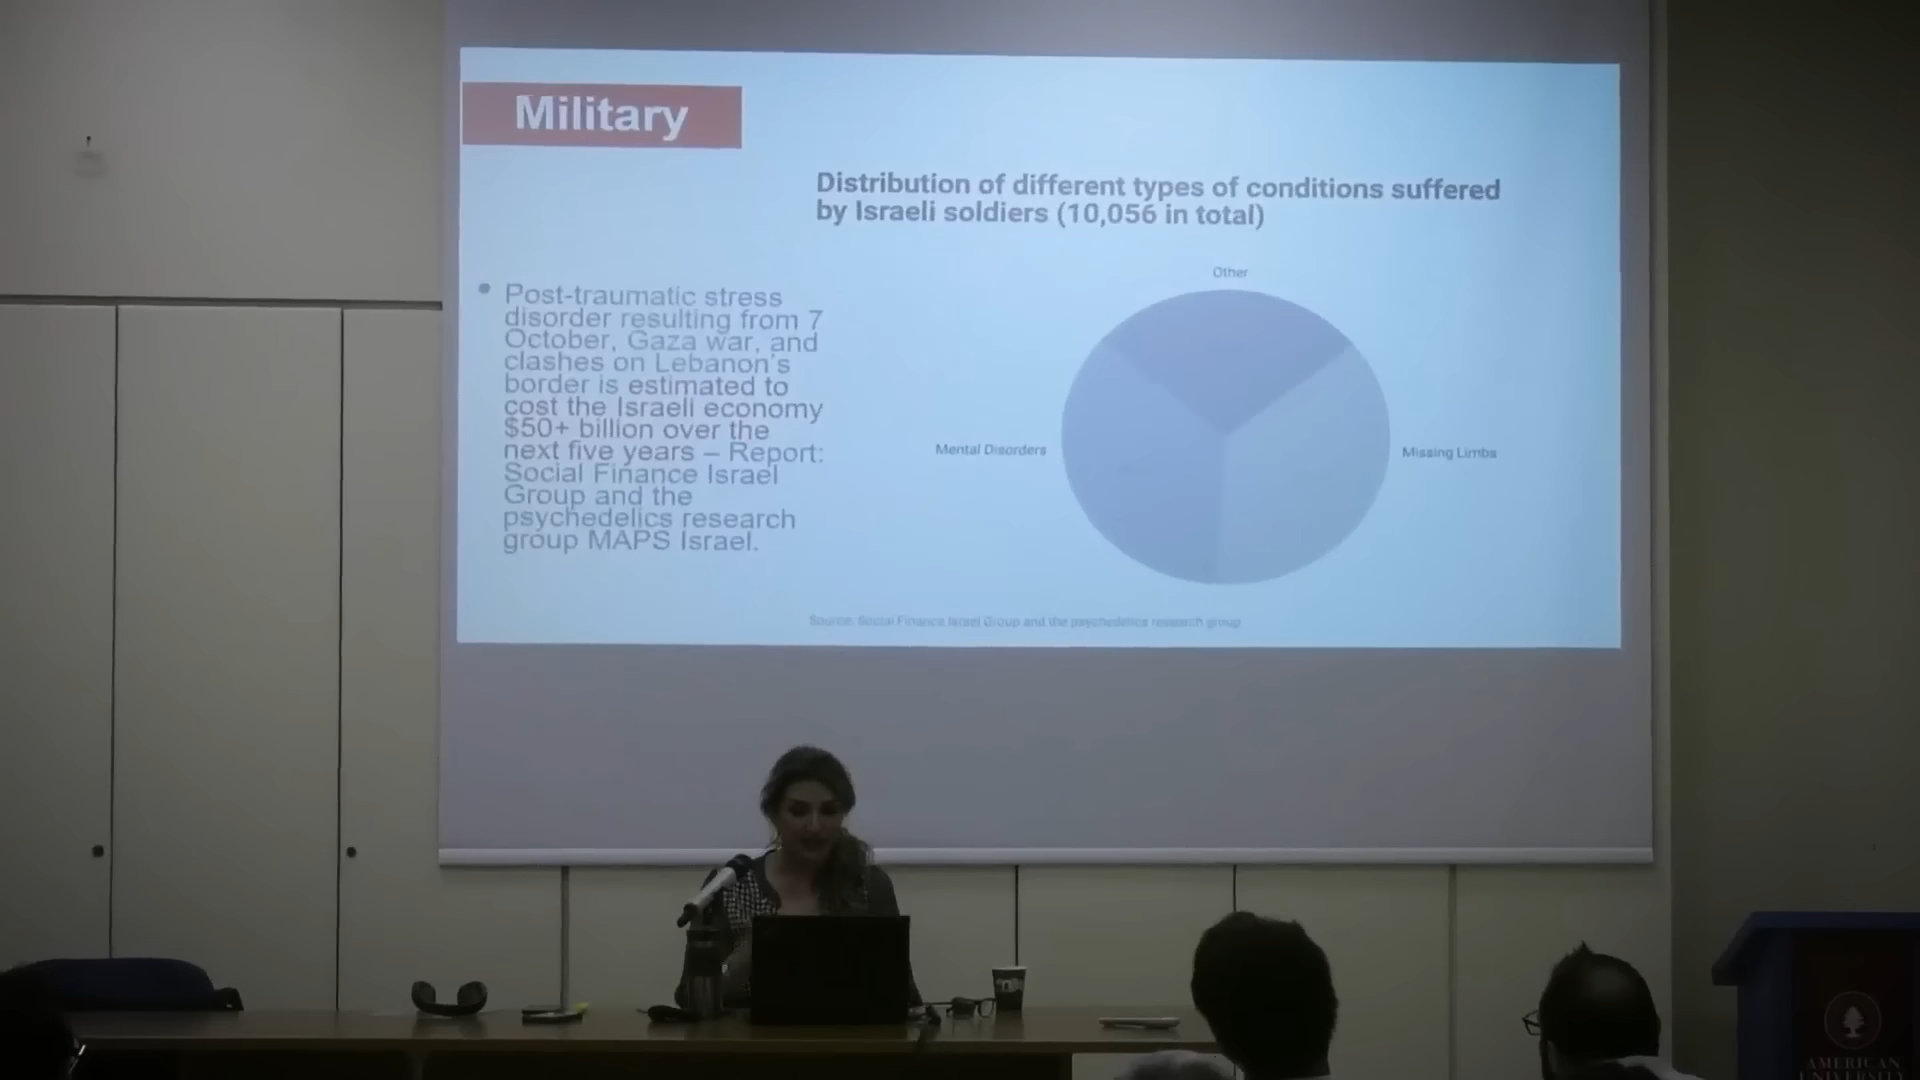 Military
Distribution of different types of conditions suffered
by Israeli soldiers (10,056 in total)
• Post-traumatic stress
disorder resulting from 7
October, Gaza war, and
clashes on Lebanon's
border is estimated to
cost the Israeli economy
$50+ billion over the
next five years – Report:
Social Finance Israel
Group and the
psychedelics research
group MAPS Israel.
Other
Mental Disorders
Missing Limbs
Source: Social Finance Israel Group and the psychedelics research group
AMERICAN
UNIVERSITY